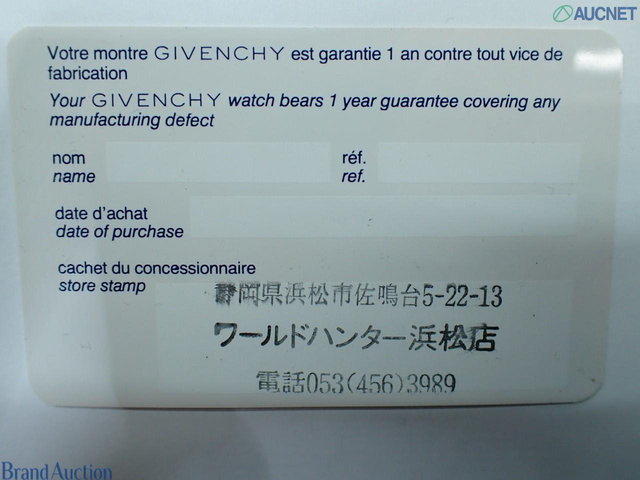 AUCNET
Votre montre GIVENCHY est garantie 1 an contre tout vice de
fabrication
Your GIVENCHY watch bears 1 year guarantee covering any
manufacturing defect
nom
name
réf.
ref.
date d'achat
date of purchase
cachet du concessionnaire
store stamp
静岡県浜松市佐鳴台5-22-13
ワールドハンター浜松店
電話053(456)3989
Brand Auction